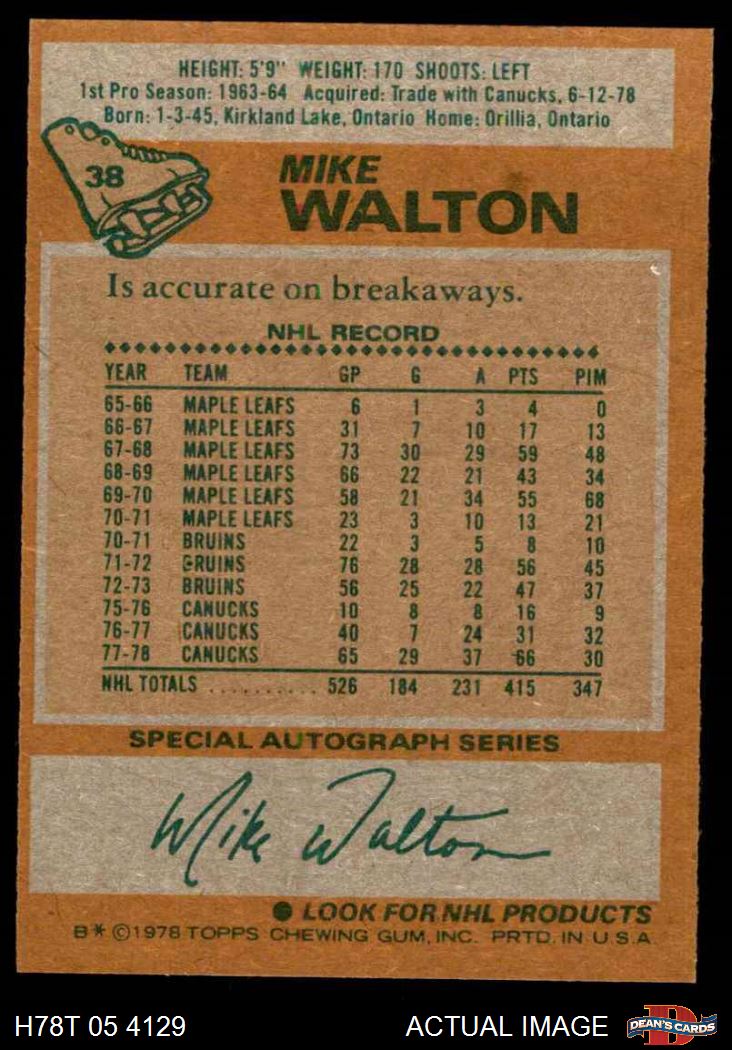 HEIGHT: 5'9" WEIGHT: 170 SHOOTS: LEFT
1st Pro Season: 1963-64 Acquired: Trade with Canucks, 6-12-78
Born: 1-3-45, Kirkland Lake, Ontario Home: Orillia, Ontario
38
MIKE
WALTON
Is accurate on breakaways.
NHL RECORD
YEAR TEAM GP G A PTS PIM
65-66 MAPLE LEAFS 6 1 3 4 0
66-67 MAPLE LEAFS 31 7 10 17 13
67-68 MAPLE LEAFS 73 30 29 59 48
68-69 MAPLE LEAFS 66 22 21 43 34
69-70 MAPLE LEAFS 58 21 34 55 68
70-71 MAPLE LEAFS 23 3 10 13 21
70-71 BRUINS 22 3 5 8 10
71-72 BRUINS 76 28 28 56 45
72-73 BRUINS 56 25 22 47 37
75-76 CANUCKS 10 8 8 16 9
76-77 CANUCKS 40 7 24 31 32
77-78 CANUCKS 65 29 37 66 30
NHL TOTALS .......... 526 184 231 415 347
SPECIAL AUTOGRAPH SERIES
Mike Walton
● LOOK FOR NHL PRODUCTS
B* ©1978 TOPPS CHEWING GUM, INC. PRTD. IN U.S.A
H78T 05 4129 ACTUAL IMAGE D DEAN'S CARDS